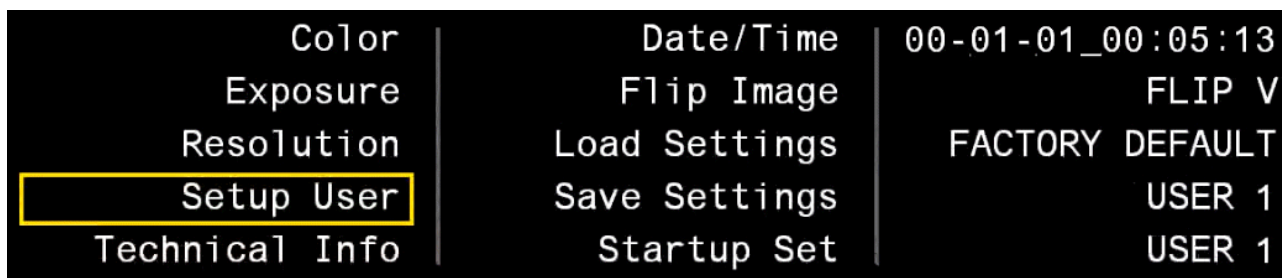 Color Date/Time 00-01-01_00:05:13
Exposure Flip Image FLIP V
Resolution Load Settings FACTORY DEFAULT
Setup User Save Settings USER 1
Technical Info Startup Set USER 1